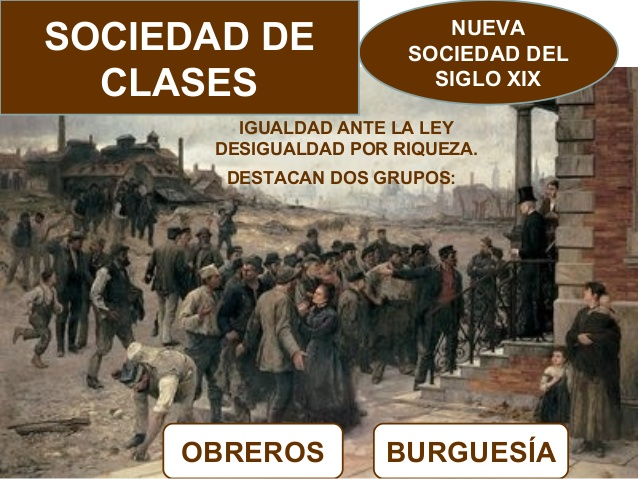 SOCIEDAD DE
CLASES
NUEVA
SOCIEDAD DEL
SIGLO XIX
IGUALDAD ANTE LA LEY
DESIGUALDAD POR RIQUEZA.
DESTACAN DOS GRUPOS:
OBREROS
BURGUESÍA